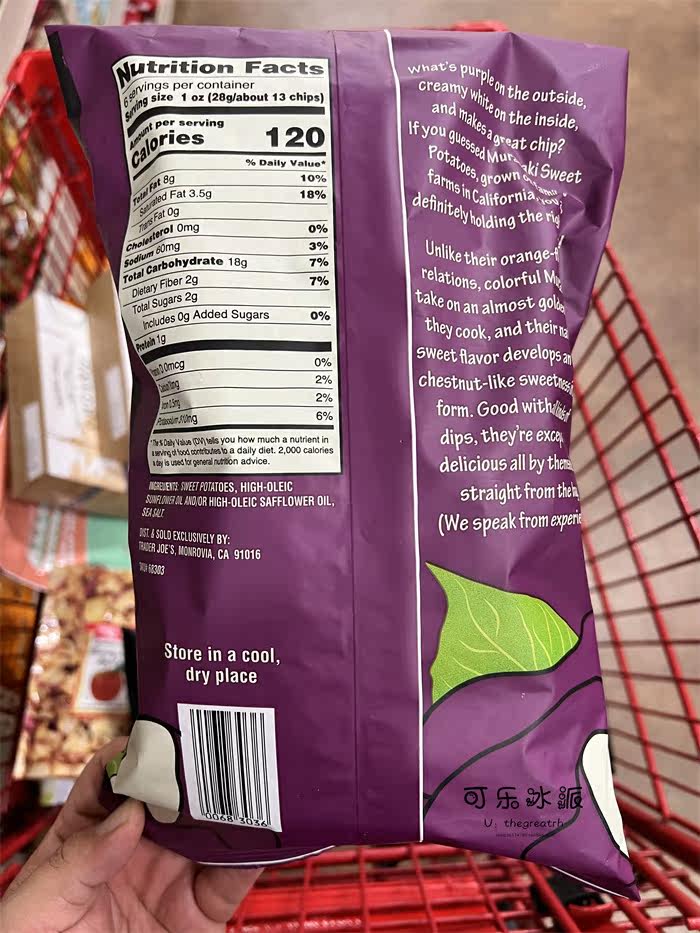 Nutrition Facts
6 servings per container
Serving size 1 oz (28g/about 13 chips)
Amount per serving
Calories 120
% Daily Value*
Total Fat 8g 10%
Saturated Fat 3.5g 18%
Trans Fat 0g
Cholesterol 0mg 0%
Sodium 60mg 3%
Total Carbohydrate 18g 7%
Dietary Fiber 2g 7%
Total Sugars 2g
Includes 0g Added Sugars 0%
Protein 1g
0mcg 0%
2%
2%
6%
*The % Daily Value (DV) tells you how much a nutrient in
a serving of food contributes to a daily diet. 2,000 calories
a day is used for general nutrition advice.
INGREDIENTS: SWEET POTATOES, HIGH-OLEIC
SUNFLOWER OIL AND/OR HIGH-OLEIC SAFFLOWER OIL,
SEA SALT.
DIST. & SOLD EXCLUSIVELY BY:
TRADER JOE'S, MONROVIA, CA 91016
SKU# 68303
Store in a cool,
dry place
0068 3036
What's purple on the outside,
creamy white on the inside,
and makes a great chip?
If you guessed Sweet
Potatoes, grown
farms in California,
definitely holding the
Unlike their
relations, colorful
take on an almost
they cook, and their
sweet flavor develops
chestnut-like sweetness
form. Good with
dips, they're
delicious all by
straight from the
(We speak from
可乐冰派
U: thegreatrh